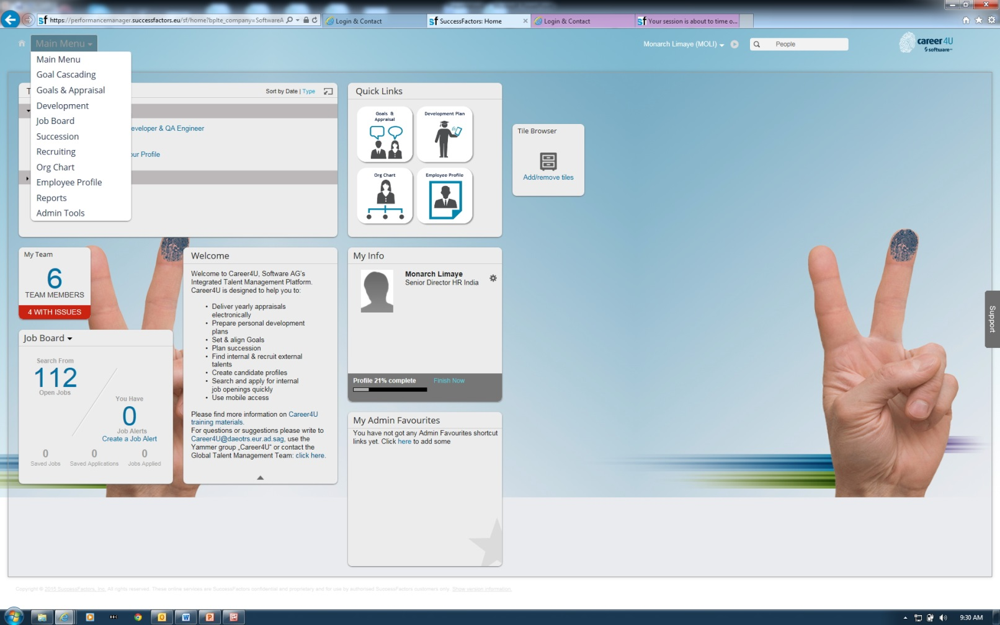 https://performancemanager.successfactors.eu/sf/home?bplte_company=SoftwareA
Login & Contact
SuccessFactors: Home
Login & Contact
Your session is about to time o...
Main Menu
Monarch Limaye (MOLI)
People
career4U
software
Main Menu
Goal Cascading
Goals & Appraisal
Development
Job Board
Succession
Recruiting
Org Chart
Employee Profile
Reports
Admin Tools
Sort by Date | Type
eveloper & QA Engineer
our Profile
Quick Links
Goals & Appraisal
Development Plan
Org Chart
Employee Profile
Tile Browser
Add/remove tiles
My Team
6
TEAM MEMBERS
4 WITH ISSUES
Job Board
Search From
112
Open Jobs
You Have
0
Job Alerts
Create a Job Alert
0 0 0
Saved Jobs Saved Applications Jobs Applied
Welcome
Welcome to Career4U, Software AG's
Integrated Talent Management Platform.
Career4U is designed to help you to:
• Deliver yearly appraisals
electronically
• Prepare personal development
plans
• Set & align Goals
• Plan succession
• Find internal & recruit external
talents
• Create candidate profiles
• Search and apply for internal
job openings quickly
• Use mobile access
Please find more information on Career4U
training materials.
For questions or suggestions please write to
Career4U@daeotrs.eur.ad.sag, use the
Yammer group „Career4U“ or contact the
Global Talent Management Team: click here.
My Info
Monarch Limaye
Senior Director HR India
Profile 21% complete Finish Now
My Admin Favourites
You have not got any Admin Favourites shortcut
links yet. Click here to add some
Support
Copyright © 2015 SuccessFactors, Inc. All rights reserved. These online services are SuccessFactors confidential and proprietary and for use by authorised SuccessFactors customers only. Show version information.
9:30 AM